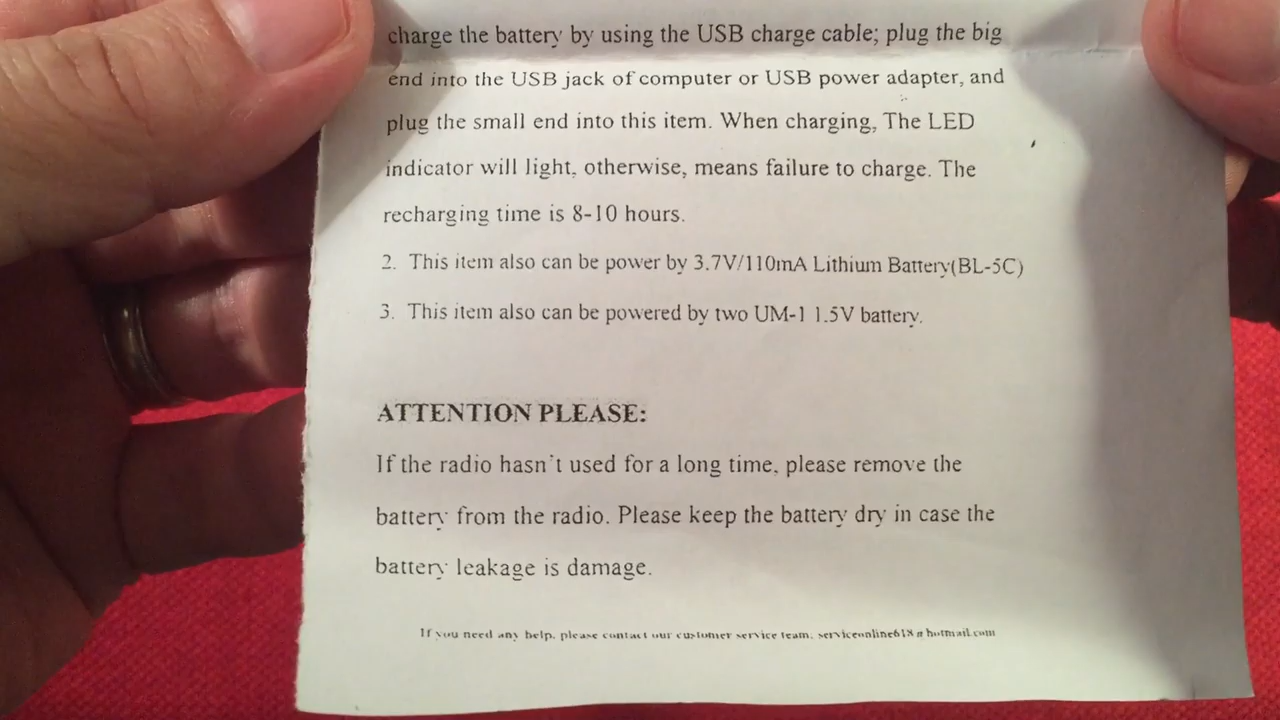 charge the battery by using the USB charge cable; plug the big
end into the USB jack of computer or USB power adapter, and
plug the small end into this item. When charging, The LED
indicator will light, otherwise, means failure to charge. The
recharging time is 8-10 hours.
2. This item also can be power by 3.7V/110mA Lithium Battery(BL-5C)
3. This item also can be powered by two UM-1 1.5V battery.
ATTENTION PLEASE:
If the radio hasn't used for a long time, please remove the
battery from the radio. Please keep the battery dry in case the
battery leakage is damage.
If you need any help, please contact our customer service team, serviceonline618@hotmail.com